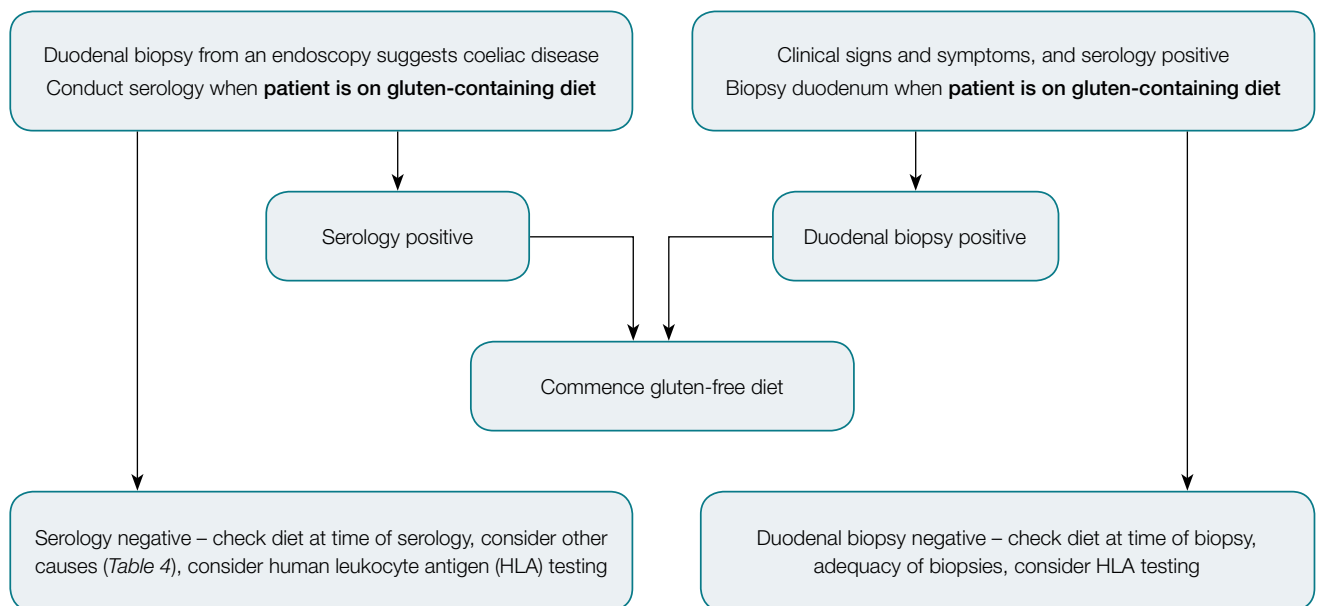 Duodenal biopsy from an endoscopy suggests coeliac disease
Conduct serology when patient is on gluten-containing diet
Clinical signs and symptoms, and serology positive
Biopsy duodenum when patient is on gluten-containing diet
Serology positive
Duodenal biopsy positive
Commence gluten-free diet
Serology negative – check diet at time of serology, consider other
causes (Table 4), consider human leukocyte antigen (HLA) testing
Duodenal biopsy negative – check diet at time of biopsy,
adequacy of biopsies, consider HLA testing